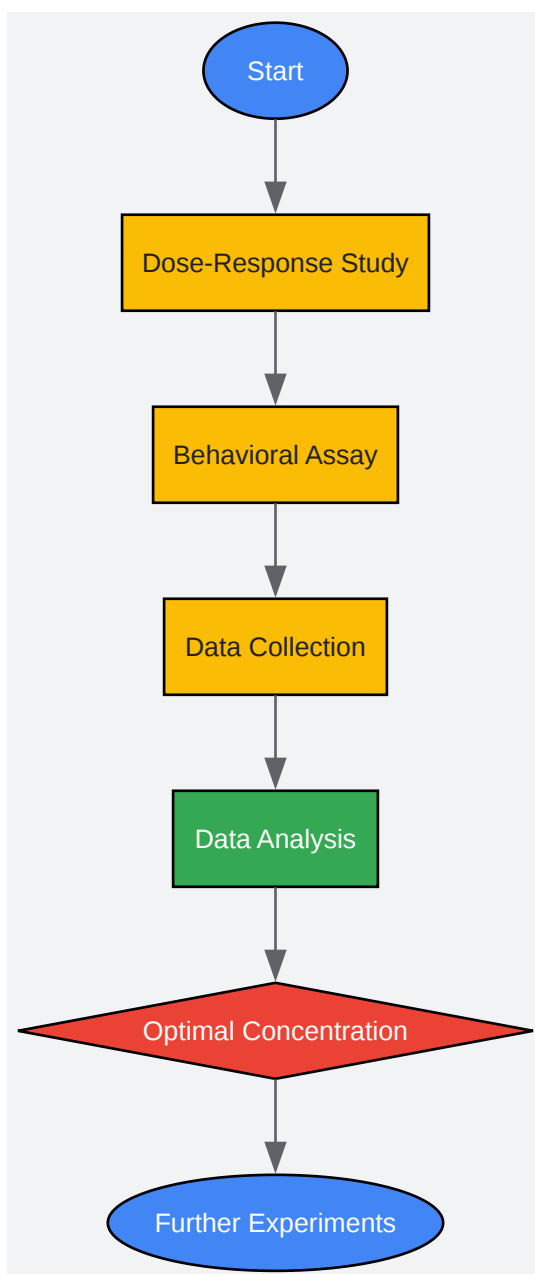 Start
Dose-Response Study
Behavioral Assay
Data Collection
Data Analysis
Optimal Concentration
Further Experiments